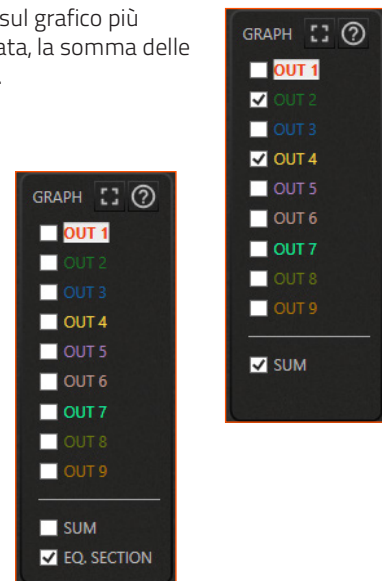 sul grafico più
ata, la somma delle
.
GRAPH
OUT 1
OUT 2
OUT 3
OUT 4
OUT 5
OUT 6
OUT 7
OUT 8
OUT 9
SUM
EQ. SECTION
GRAPH
OUT 1
OUT 2
OUT 3
OUT 4
OUT 5
OUT 6
OUT 7
OUT 8
OUT 9
SUM